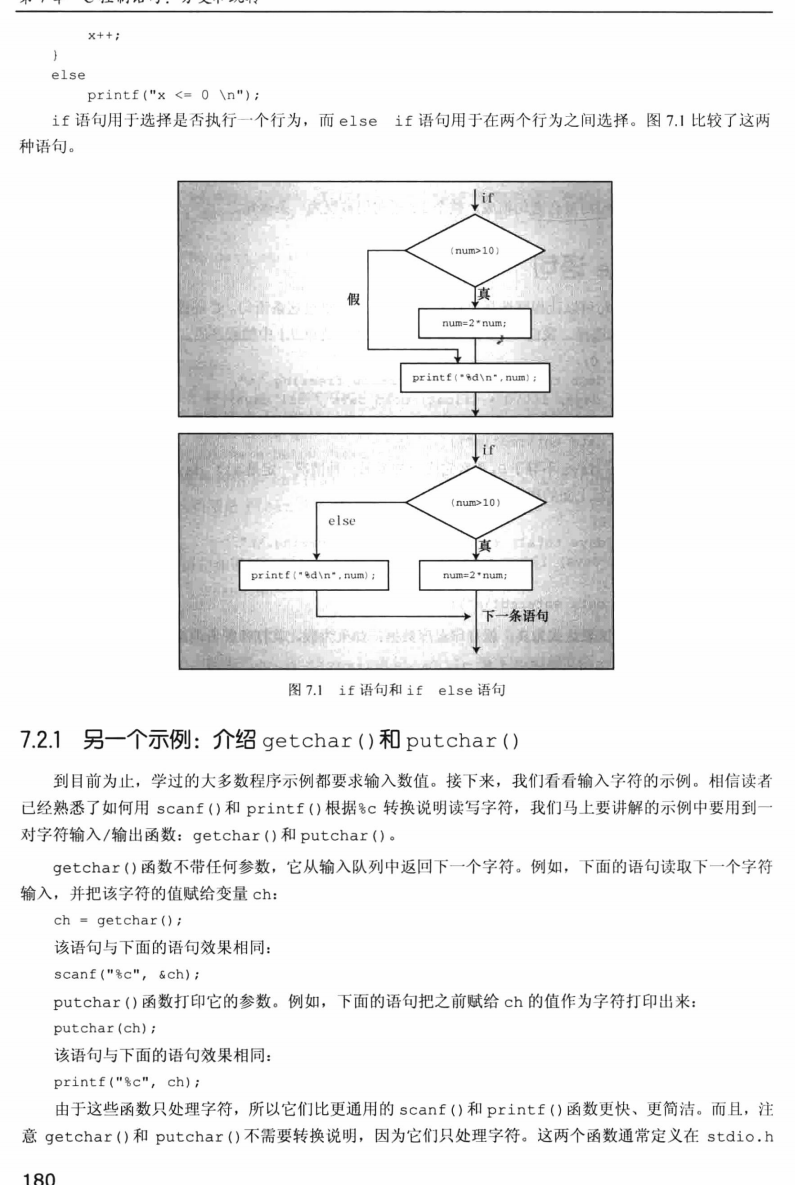 x++;
}
else
printf("x <= 0 \n");
if 语句用于选择是否执行一个行为，而 else if 语句用于在两个行为之间选择。图 7.1 比较了这两
种语句。
if
(num>10)
假
真
num=2*num;
printf("%d\n",num);
if
(num>10)
else
真
printf("%d\n",num);
num=2*num;
下一条语句
图 7.1 if 语句和 if else 语句
7.2.1 另一个示例：介绍 getchar()和 putchar()
到目前为止，学过的大多数程序示例都要求输入数值。接下来，我们看看输入字符的示例。相信读者
已经熟悉了如何用 scanf()和 printf()根据%c 转换说明读写字符，我们马上要讲解的示例中要用到一
对字符输入/输出函数：getchar()和 putchar()。
getchar()函数不带任何参数，它从输入队列中返回下一个字符。例如，下面的语句读取下一个字符
输入，并把该字符的值赋给变量 ch：
ch = getchar();
该语句与下面的语句效果相同：
scanf("%c", &ch);
putchar()函数打印它的参数。例如，下面的语句把之前赋给 ch 的值作为字符打印出来：
putchar(ch);
该语句与下面的语句效果相同：
printf("%c", ch);
由于这些函数只处理字符，所以它们比更通用的 scanf()和 printf()函数更快、更简洁。而且，注
意 getchar()和 putchar()不需要转换说明，因为它们只处理字符。这两个函数通常定义在 stdio.h
180